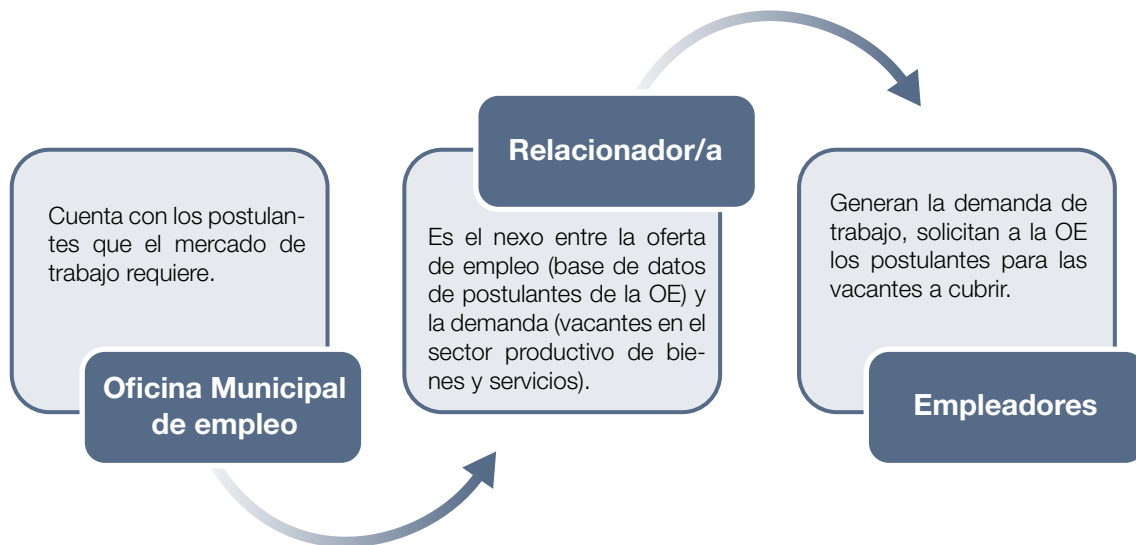 Cuenta con los postulan-
tes que el mercado de
trabajo requiere.
Oficina Municipal
de empleo
Relacionador/a
Es el nexo entre la oferta
de empleo (base de datos
de postulantes de la OE) y
la demanda (vacantes en el
sector productivo de bie-
nes y servicios).
Generan la demanda de
trabajo, solicitan a la OE
los postulantes para las
vacantes a cubrir.
Empleadores